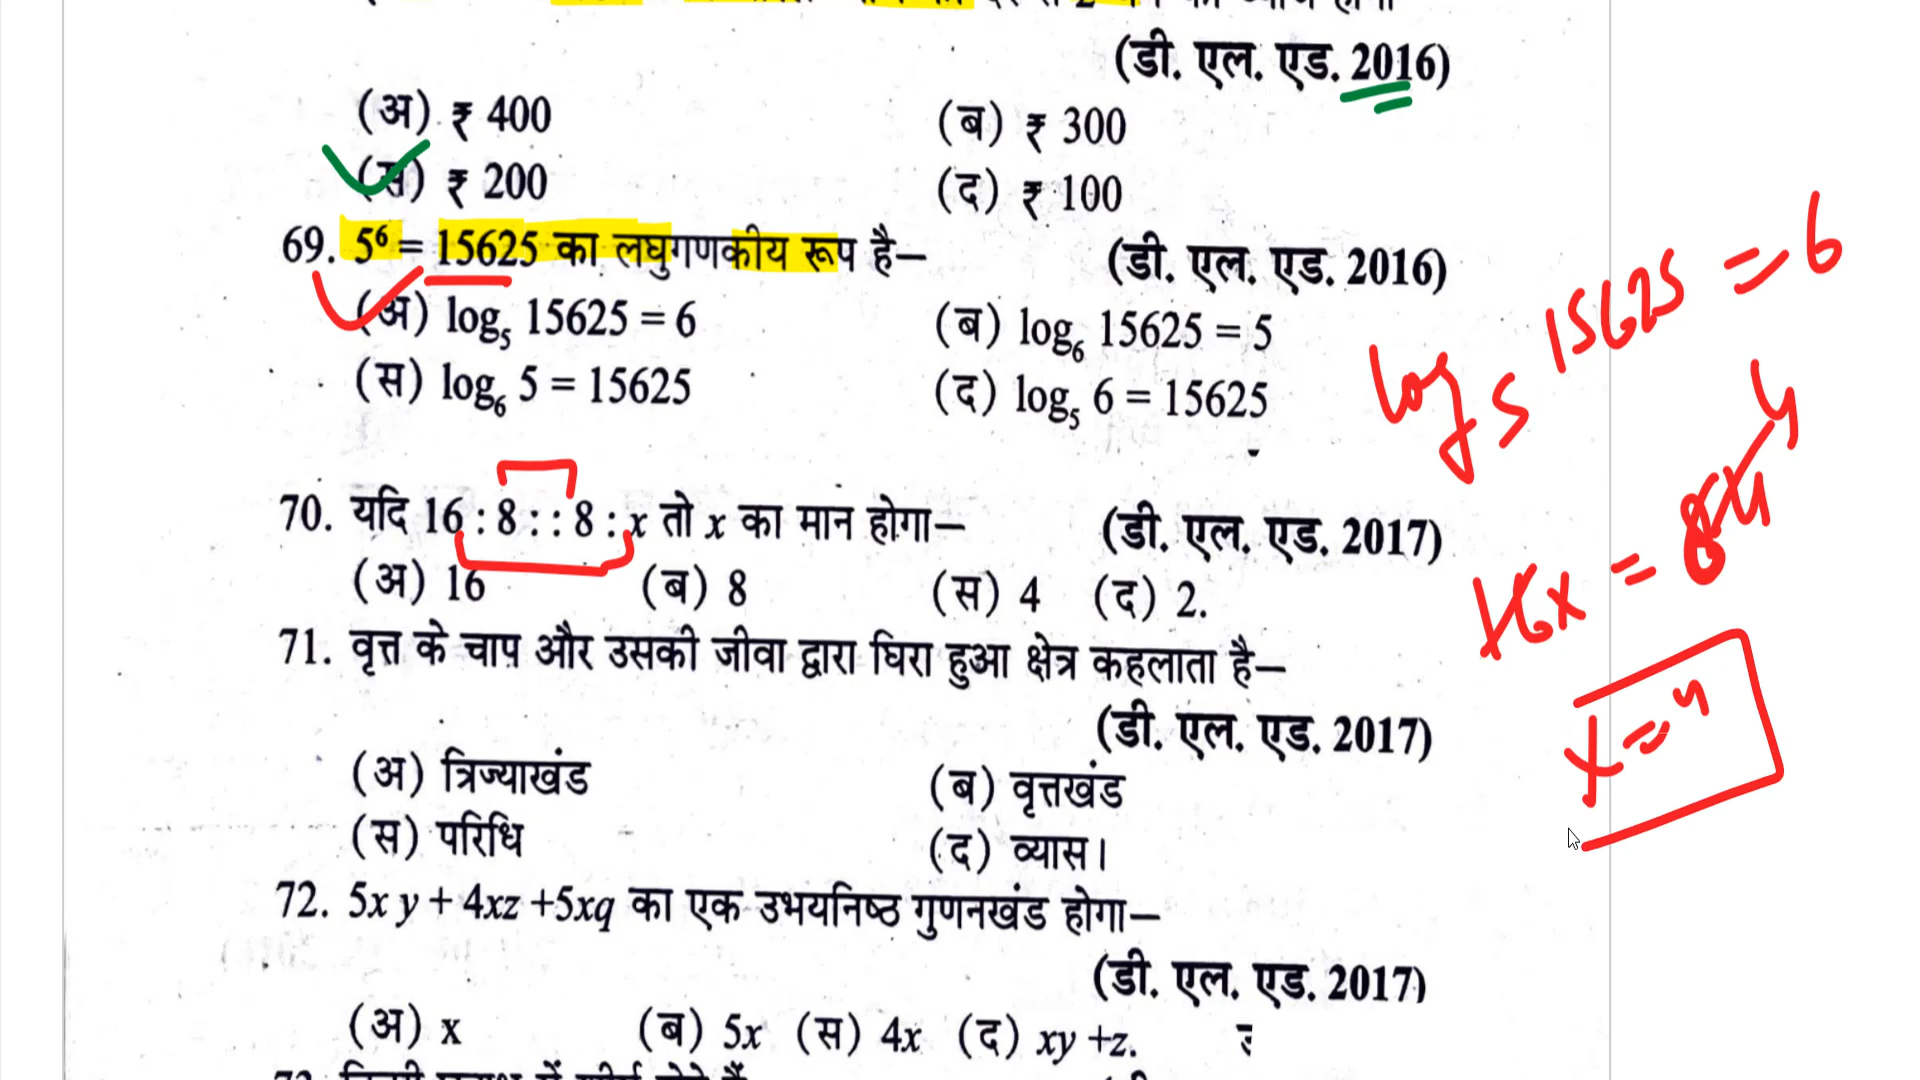 (डी. एल. एड. 2016)
(अ) ₹ 400 (ब) ₹ 300
(स) ₹ 200 (द) ₹ 100
69. 5⁶ = 15625 का लघुगणकीय रूप है– (डी. एल. एड. 2016)
(अ) log₅ 15625 = 6 (ब) log₆ 15625 = 5
(स) log₆ 5 = 15625 (द) log₅ 6 = 15625
log₅ 15625 = 6
70. यदि 16 : 8 : : 8 : x तो x का मान होगा– (डी. एल. एड. 2017)
(अ) 16 (ब) 8 (स) 4 (द) 2.
x = 4
71. वृत्त के चाप और उसकी जीवा द्वारा घिरा हुआ क्षेत्र कहलाता है–
(डी. एल. एड. 2017)
(अ) त्रिज्याखंड (ब) वृत्तखंड
(स) परिधि (द) व्यास।
72. 5x y + 4xz +5xq का एक उभयनिष्ठ गुणनखंड होगा–
(डी. एल. एड. 2017)
(अ) x (ब) 5x (स) 4x (द) xy +z.